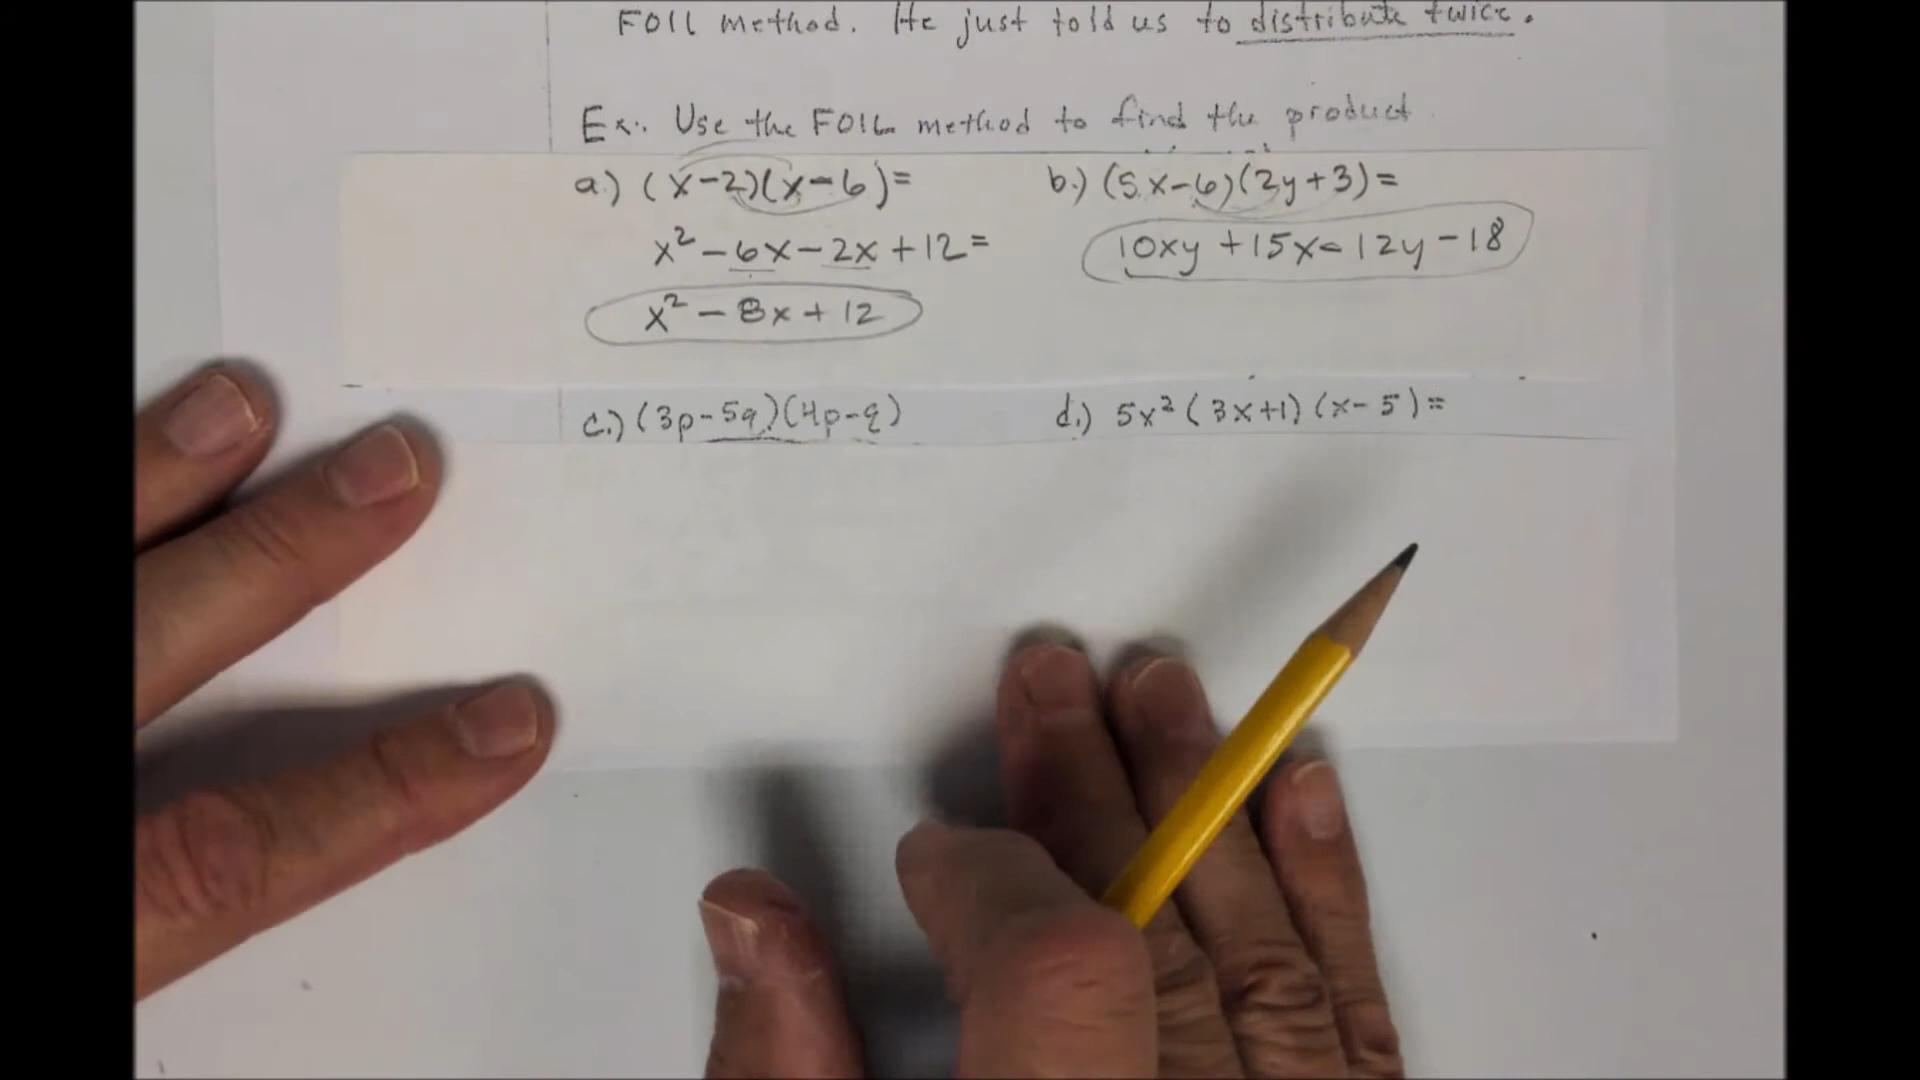 FOIL method. He just told us to distribute twice.
Ex: Use the FOIL method to find the product
a.) (x-2)(x-6)=
x² - 6x - 2x + 12 =
x² - 8x + 12
b.) (5x-6)(2y+3)=
10xy + 15x - 12y - 18
c.) (3p-5q)(4p-q)
d.) 5x² (3x+1) (x-5)=